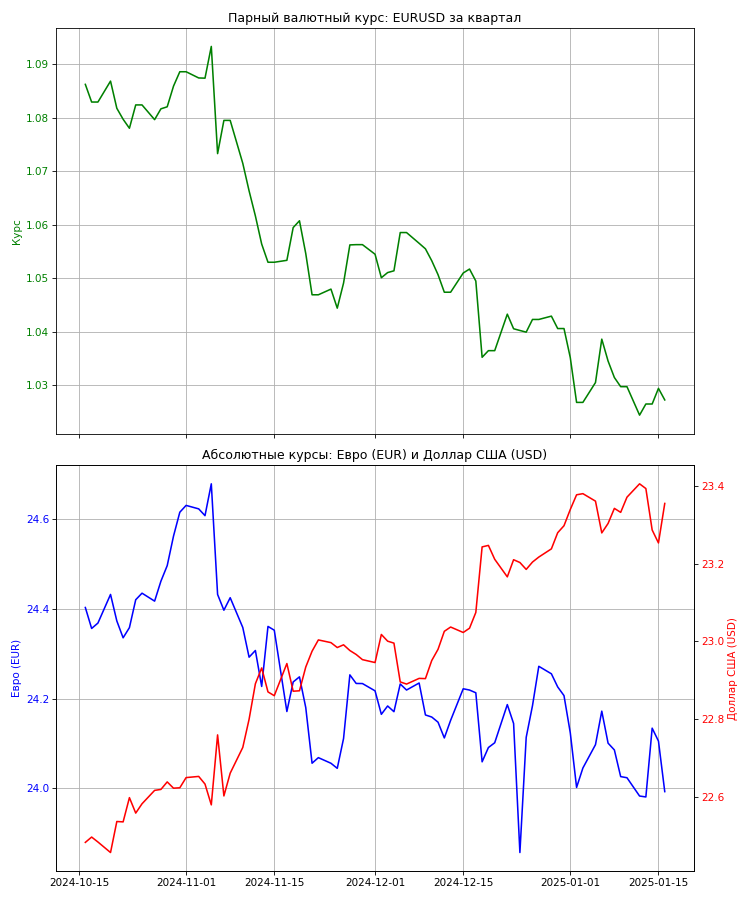 Парный валютный курс: EURUSD за квартал
1.09
1.08
1.07
1.06
1.05
1.04
1.03
Курс
Абсолютные курсы: Евро (EUR) и Доллар США (USD)
24.6
24.4
24.2
24.0
Евро (EUR)
23.4
23.2
23.0
22.8
22.6
Доллар США (USD)
2024-10-15 2024-11-01 2024-11-15 2024-12-01 2024-12-15 2025-01-01 2025-01-15